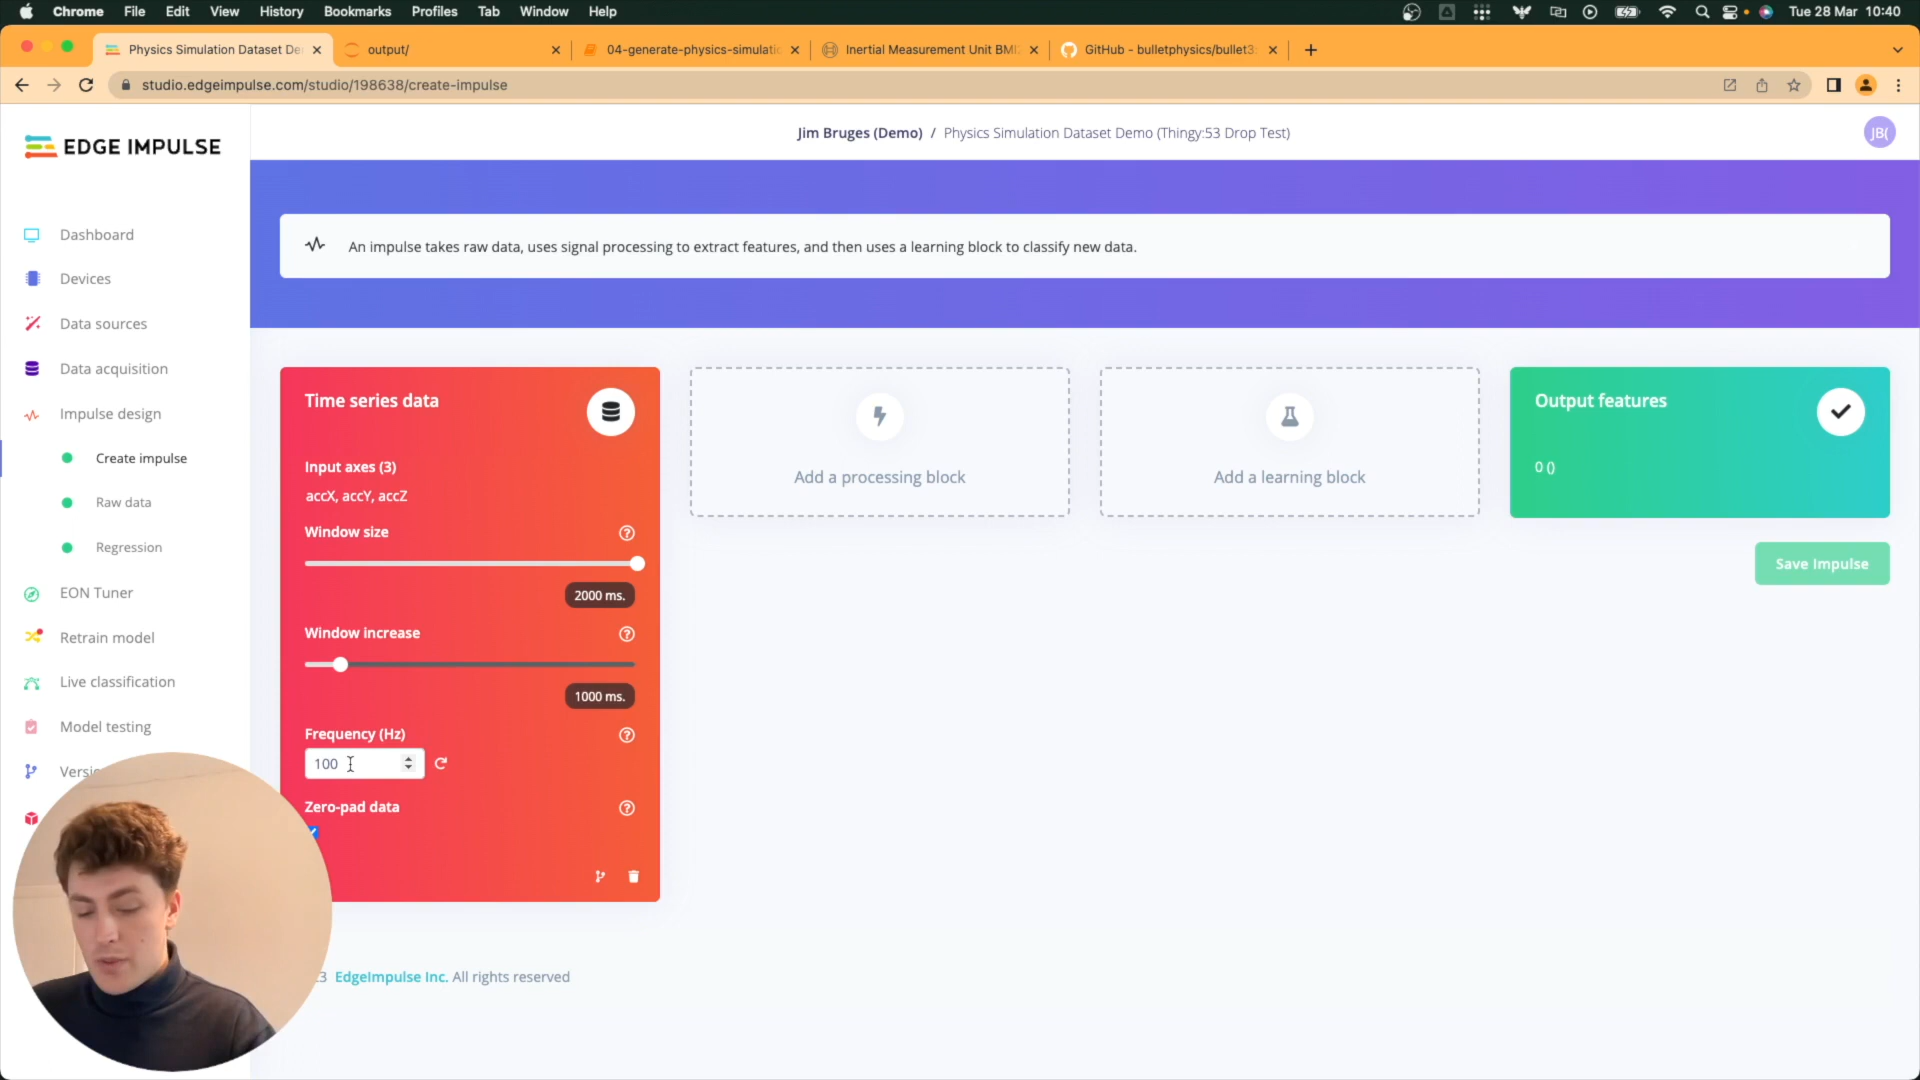 Chrome File Edit View History Bookmarks Profiles Tab Window Help Tue 28 Mar 10:40
Physics Simulation Dataset De output/ 04-generate-physics-simulatio Inertial Measurement Unit BMI GitHub - bulletphysics/bullet3:
studio.edgeimpulse.com/studio/198638/create-impulse
EDGE IMPULSE
Jim Bruges (Demo) / Physics Simulation Dataset Demo (Thingy:53 Drop Test)
JB(
An impulse takes raw data, uses signal processing to extract features, and then uses a learning block to classify new data.
Dashboard
Devices
Data sources
Data acquisition
Impulse design
Create impulse
Raw data
Regression
EON Tuner
Retrain model
Live classification
Model testing
Versi
Time series data
Input axes (3)
accX, accY, accZ
Window size
2000 ms.
Window increase
1000 ms.
Frequency (Hz)
100
Zero-pad data
Add a processing block
Add a learning block
Output features
0 ()
Save Impulse
3 EdgeImpulse Inc. All rights reserved